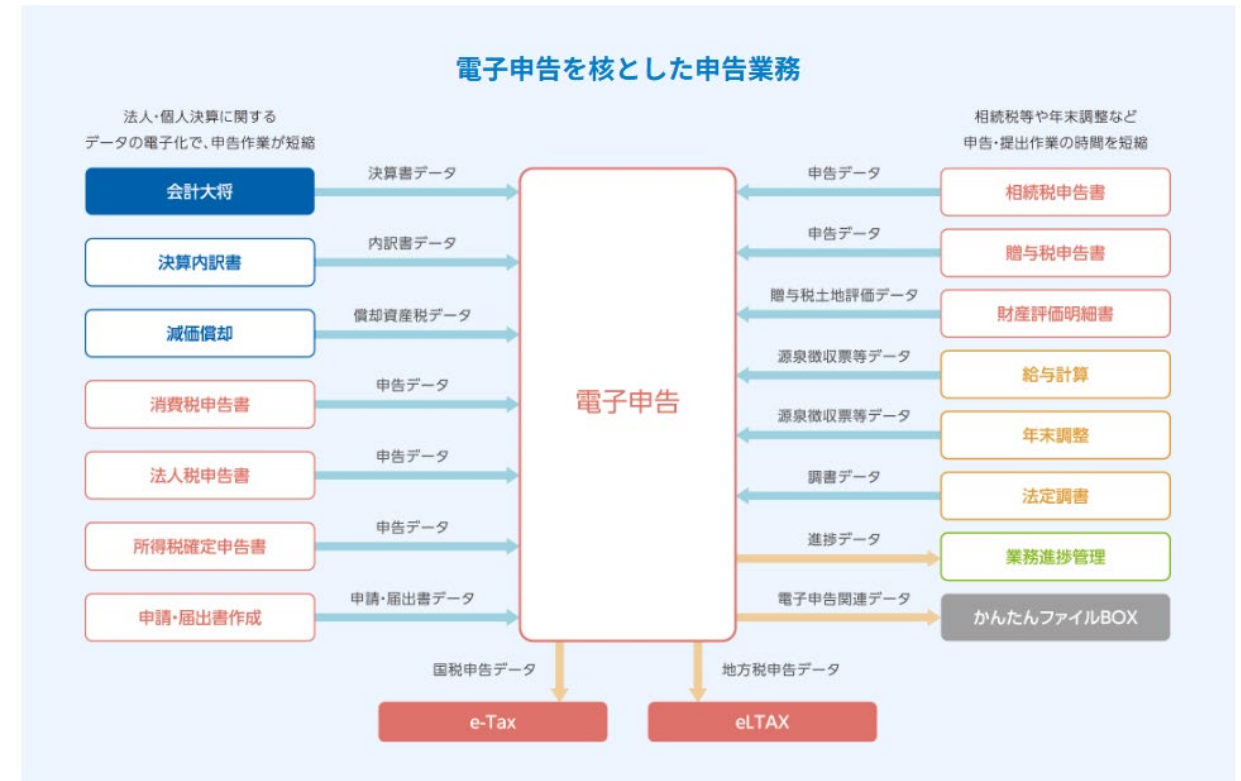 電子申告を核とした申告業務
法人・個人決算に関する
データの電子化で、申告作業が短縮
相続税等や年末調整など
申告・提出作業の時間を短縮
会計大将
決算書データ
決算内訳書
内訳書データ
減価償却
償却資産税データ
消費税申告書
申告データ
法人税申告書
申告データ
所得税確定申告書
申告データ
申請・届出書作成
申請・届出書データ
電子申告
申告データ
相続税申告書
申告データ
贈与税申告書
贈与税土地評価データ
財産評価明細書
源泉徴収票等データ
給与計算
源泉徴収票等データ
年末調整
調書データ
法定調書
進捗データ
業務進捗管理
電子申告関連データ
かんたんファイルBOX
国税申告データ
地方税申告データ
e-Tax
eLTAX